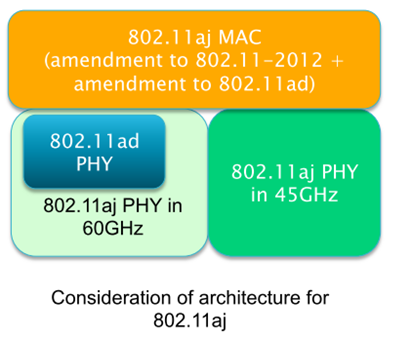 802.11aj MAC
(amendment to 802.11-2012 +
amendment to 802.11ad)
802.11ad
PHY
802.11aj PHY in
60GHz
802.11aj PHY
in 45GHz
Consideration of architecture for
802.11aj